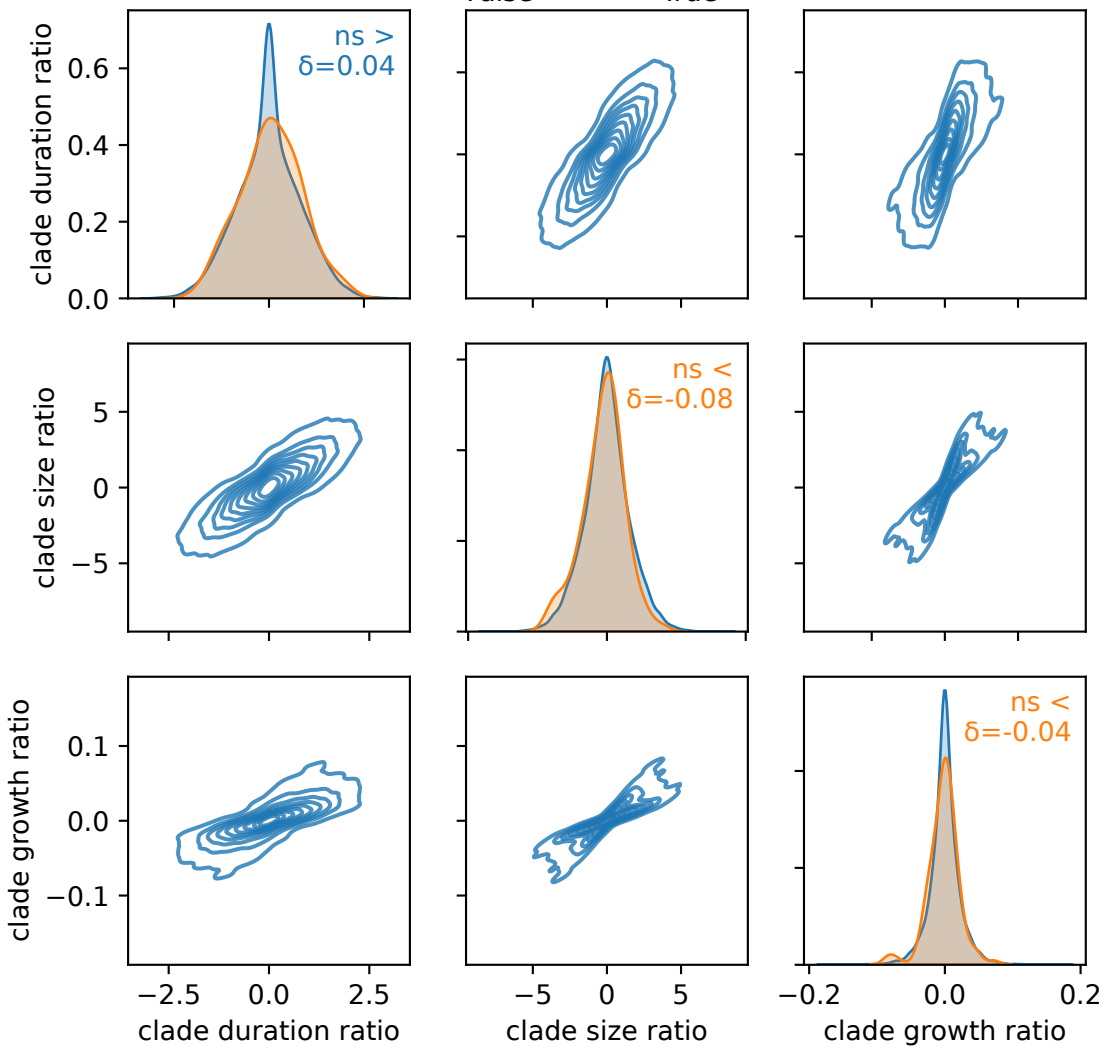 clade duration ratio
0.6
0.4
0.2
0.0
ns >
δ=0.04
clade size ratio
5
0
−5
ns <
δ=-0.08
clade growth ratio
0.1
0.0
−0.1
ns <
δ=-0.04
−2.5 0.0 2.5
−5 0 5
−0.2 0.0 0.2
clade duration ratio
clade size ratio
clade growth ratio